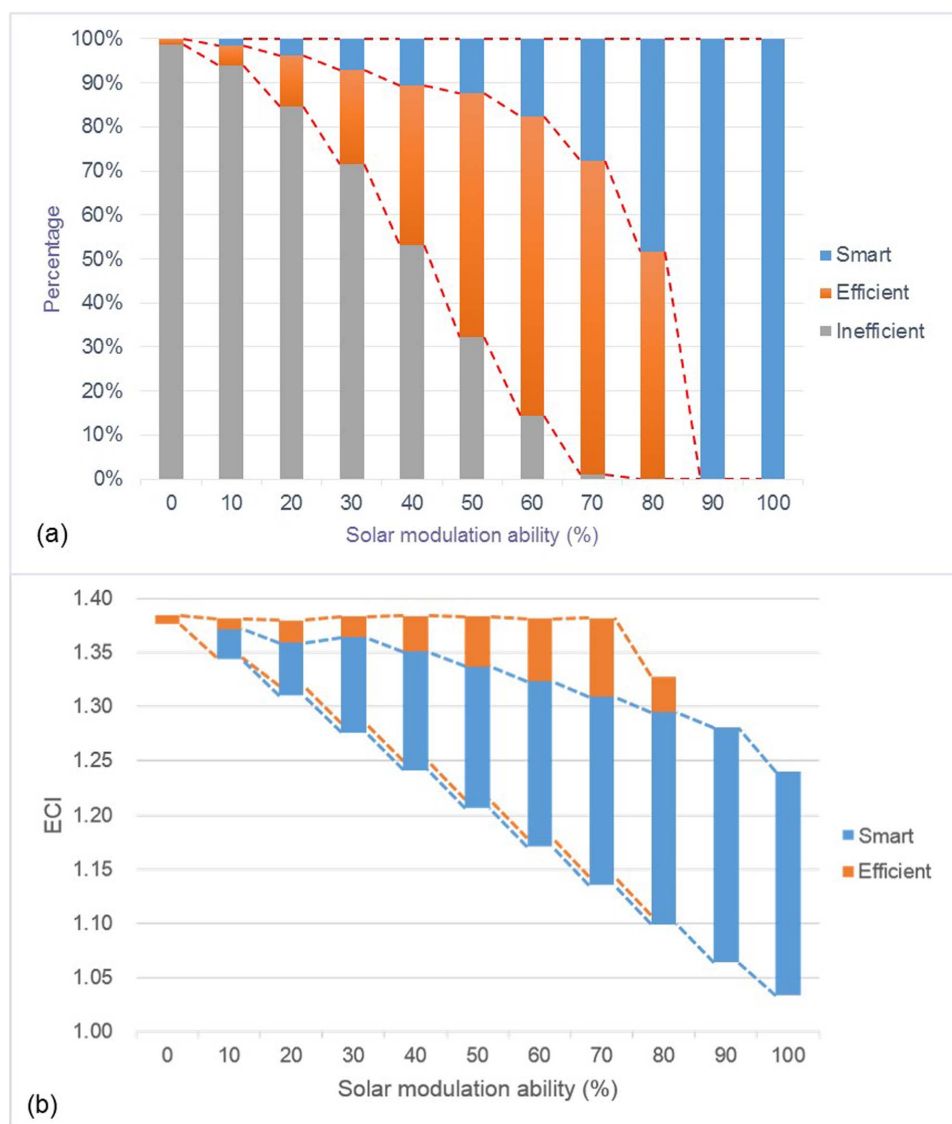 100%
90%
80%
70%
60%
50%
40%
30%
20%
10%
0%
Percentage
0 10 20 30 40 50 60 70 80 90 100
Solar modulation ability (%)
Smart
Efficient
Inefficient
(a)
1.40
1.35
1.30
1.25
1.20
1.15
1.10
1.05
1.00
ECI
0 10 20 30 40 50 60 70 80 90 100
Solar modulation ability (%)
Smart
Efficient
(b)